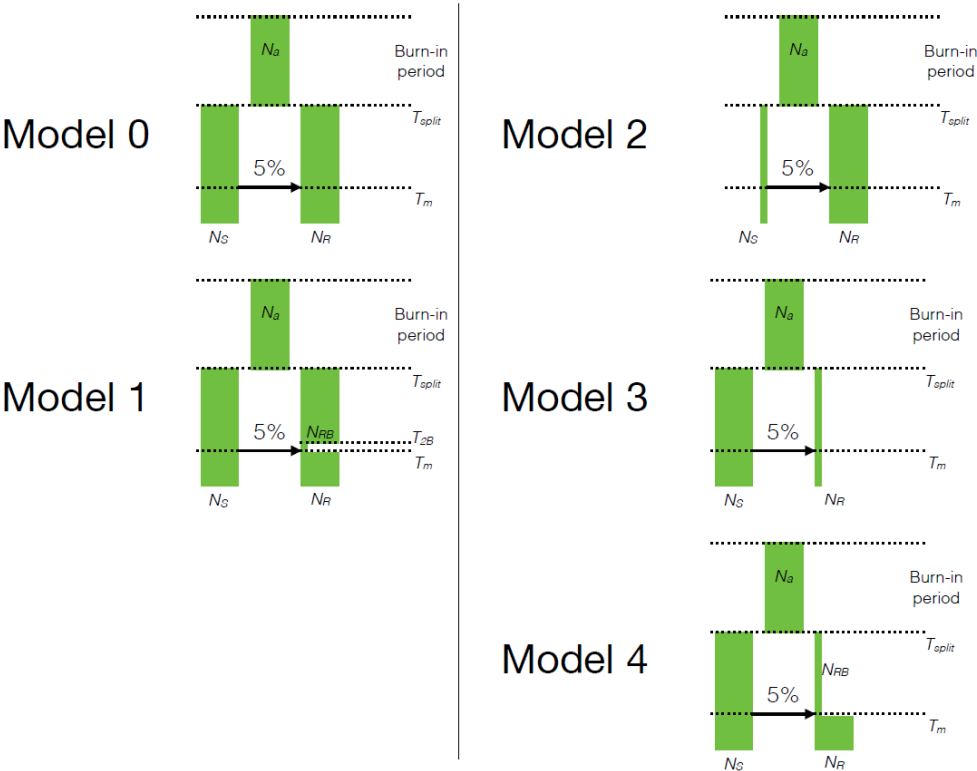 Na
Burn-in
period
Tsplit
Model 0
5%
Tm
NS
NR
Na
Burn-in
period
Tsplit
Model 1
5%
NRB
T2B
Tm
NS
NR
Na
Burn-in
period
Tsplit
Model 2
5%
Tm
NS
NR
Na
Burn-in
period
Tsplit
Model 3
5%
Tm
NS
NR
Na
Burn-in
period
Tsplit
Model 4
NRB
5%
Tm
NS
NR